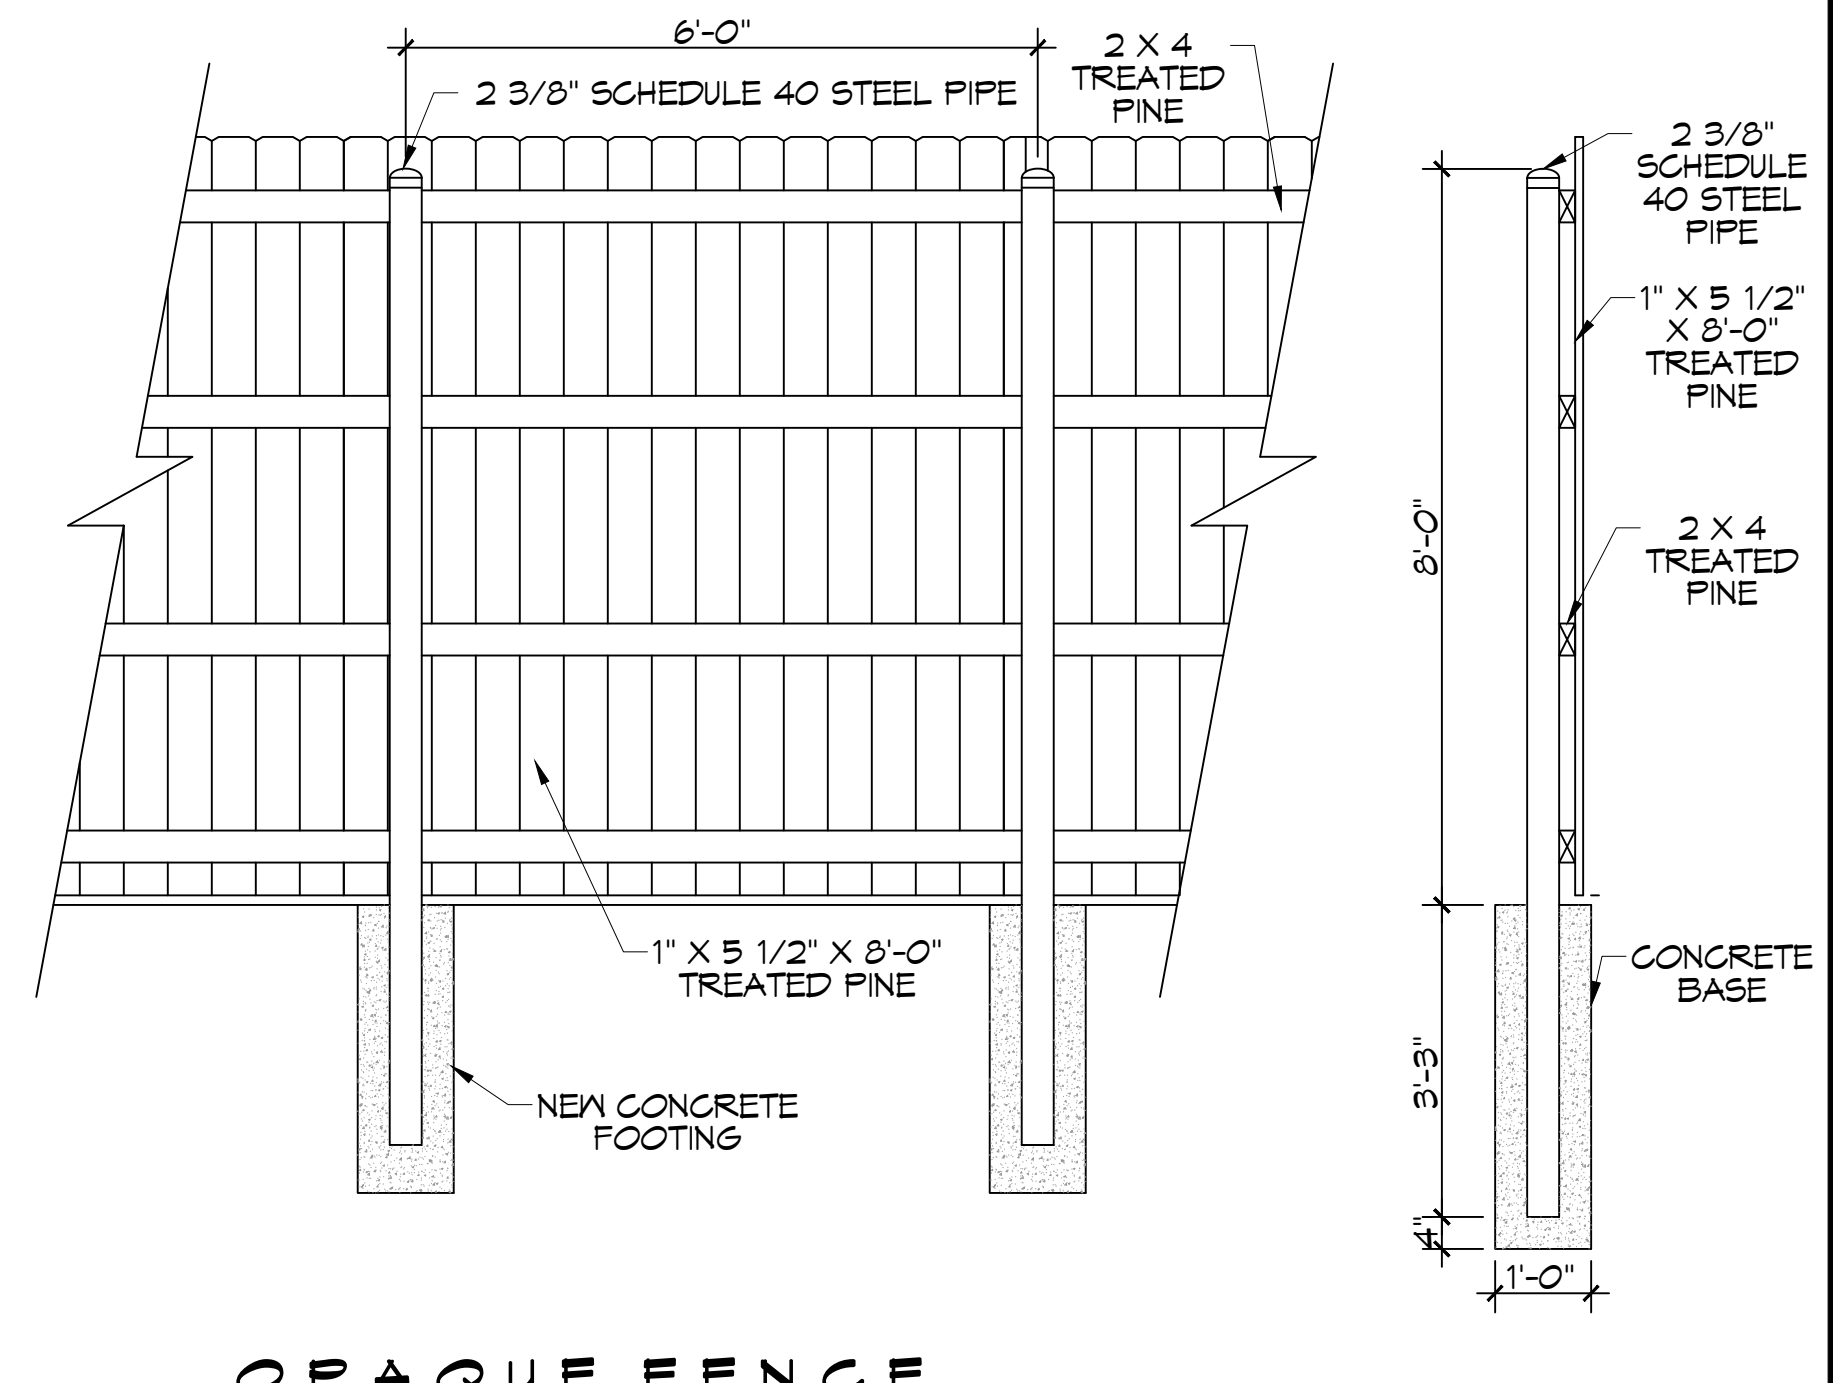 6'-0"
2 3/8" SCHEDULE 40 STEEL PIPE
2 X 4
TREATED
PINE
2 3/8"
SCHEDULE
40 STEEL
PIPE
1" X 5 1/2"
X 8'-0"
TREATED
PINE
8'-0"
2 X 4
TREATED
PINE
1" X 5 1/2" X 8'-0"
TREATED PINE
CONCRETE
BASE
3'-3"
NEW CONCRETE
FOOTING
4"
1'-0"
OPAQUE FENCE